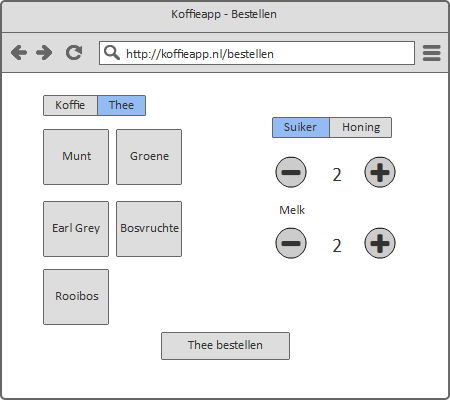 Koffieapp - Bestellen
http://koffieapp.nl/bestellen
Koffie Thee
Suiker Honing
Munt Groene
2
Melk
Earl Grey Bosvruchte
2
Rooibos
Thee bestellen